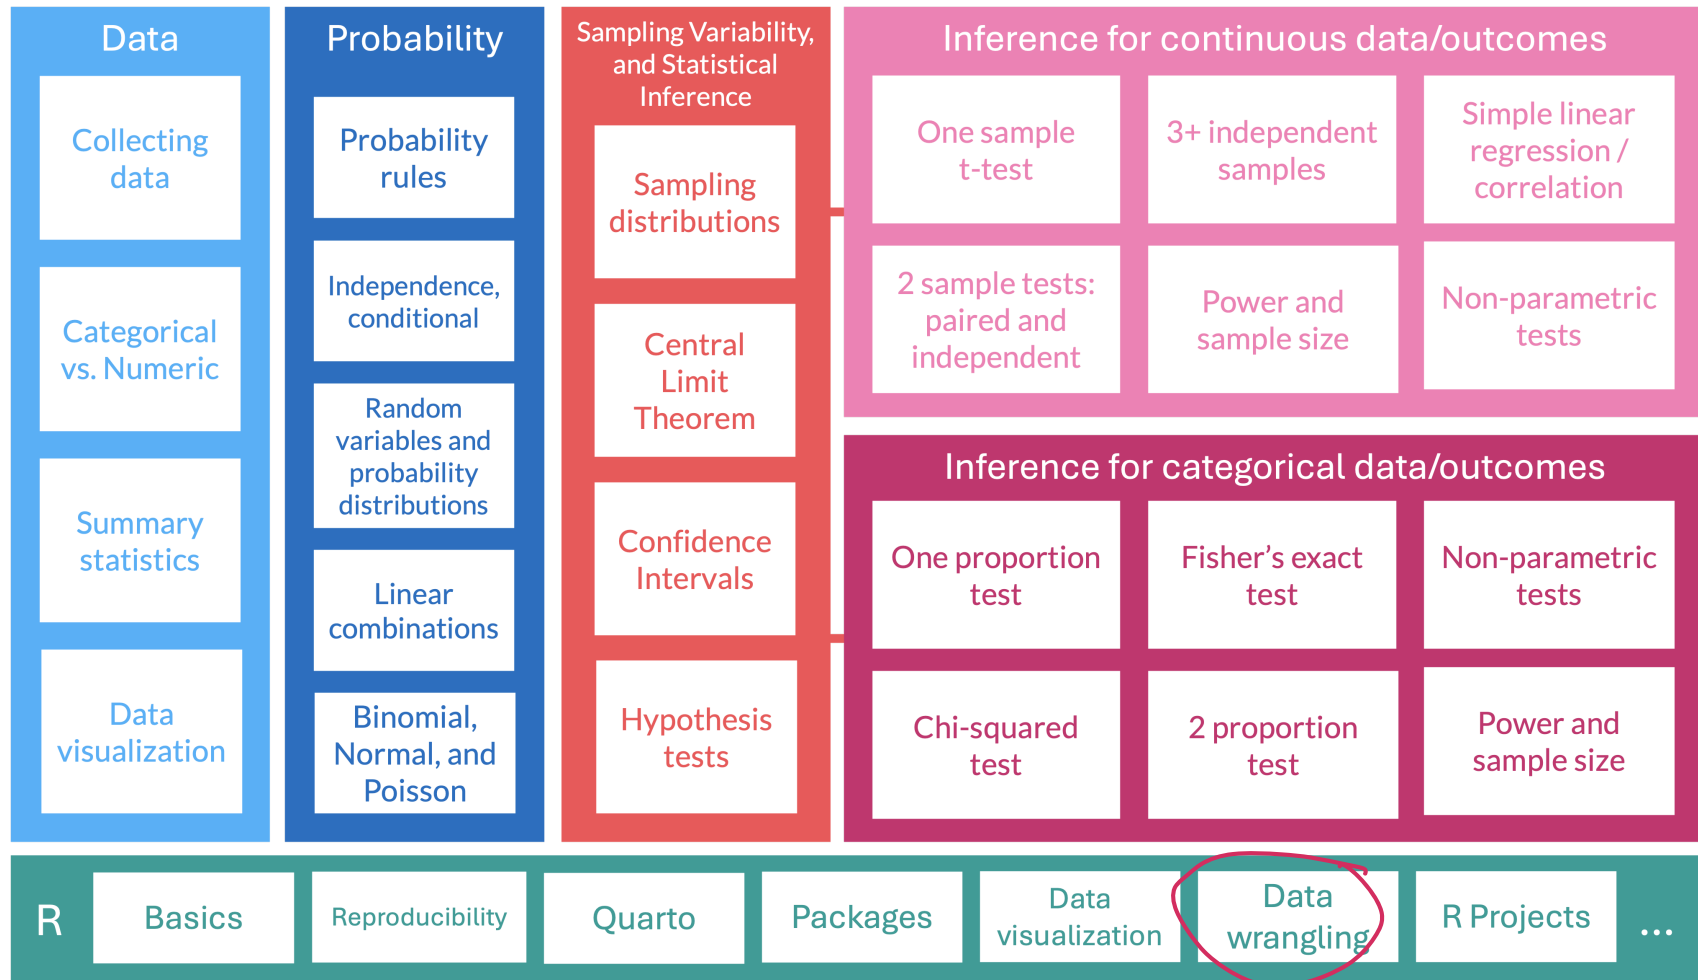 Data
Collecting
data
Categorical
vs. Numeric
Summary
statistics
Data
visualization
Probability
Probability
rules
Independence,
conditional
Random
variables and
probability
distributions
Linear
combinations
Binomial,
Normal, and
Poisson
Sampling Variability,
and Statistical
Inference
Sampling
distributions
Central
Limit
Theorem
Confidence
Intervals
Hypothesis
tests
Inference for continuous data/outcomes
One sample
t-test
3+ independent
samples
Simple linear
regression /
correlation
2 sample tests:
paired and
independent
Power and
sample size
Non-parametric
tests
Inference for categorical data/outcomes
One proportion
test
Fisher’s exact
test
Non-parametric
tests
Chi-squared
test
2 proportion
test
Power and
sample size
R
Basics
Reproducibility
Quarto
Packages
Data
visualization
Data
wrangling
R Projects
...